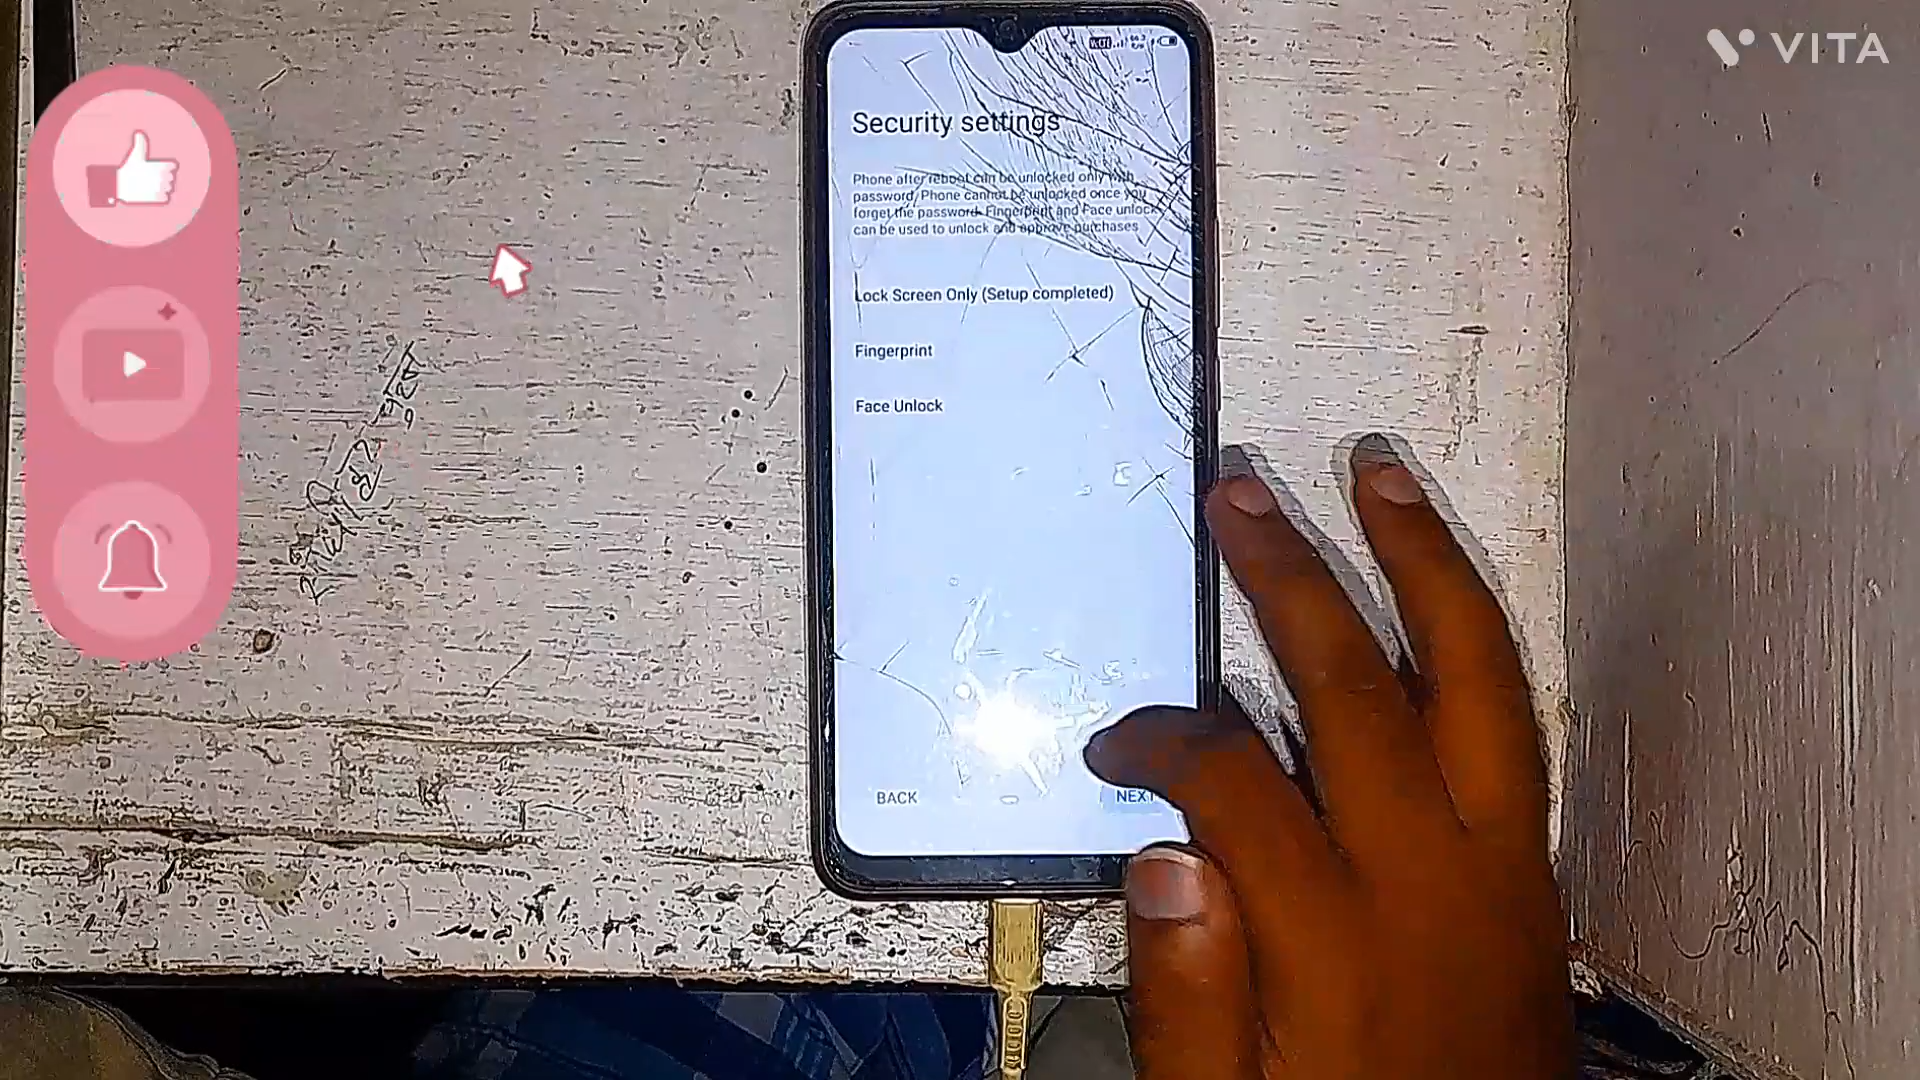 VITA
Security settings
Phone after reboot can be unlocked only with
password. Phone cannot be unlocked once you
forget the password. Fingerprint and Face unlock
can be used to unlock and approve purchases
Lock Screen Only (Setup completed)
Fingerprint
Face Unlock
BACK
NEXT